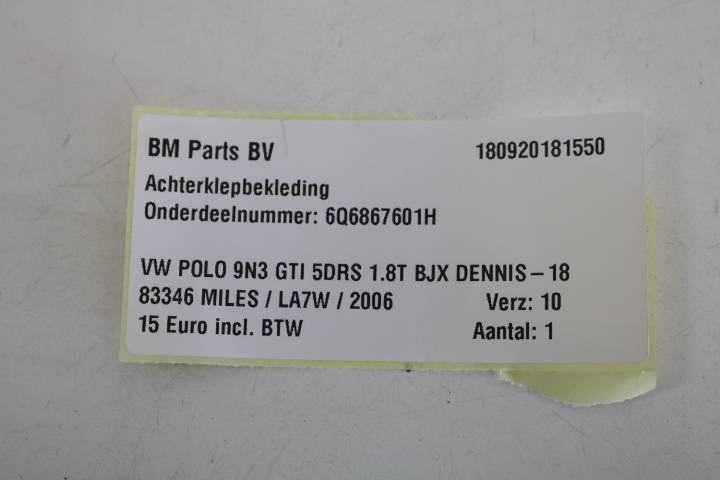 BM Parts BV 180920181550
Achterklepbekleding
Onderdeelnummer: 6Q6867601H
VW POLO 9N3 GTI 5DRS 1.8T BJX DENNIS – 18
83346 MILES / LA7W / 2006 Verz: 10
15 Euro incl. BTW Aantal: 1